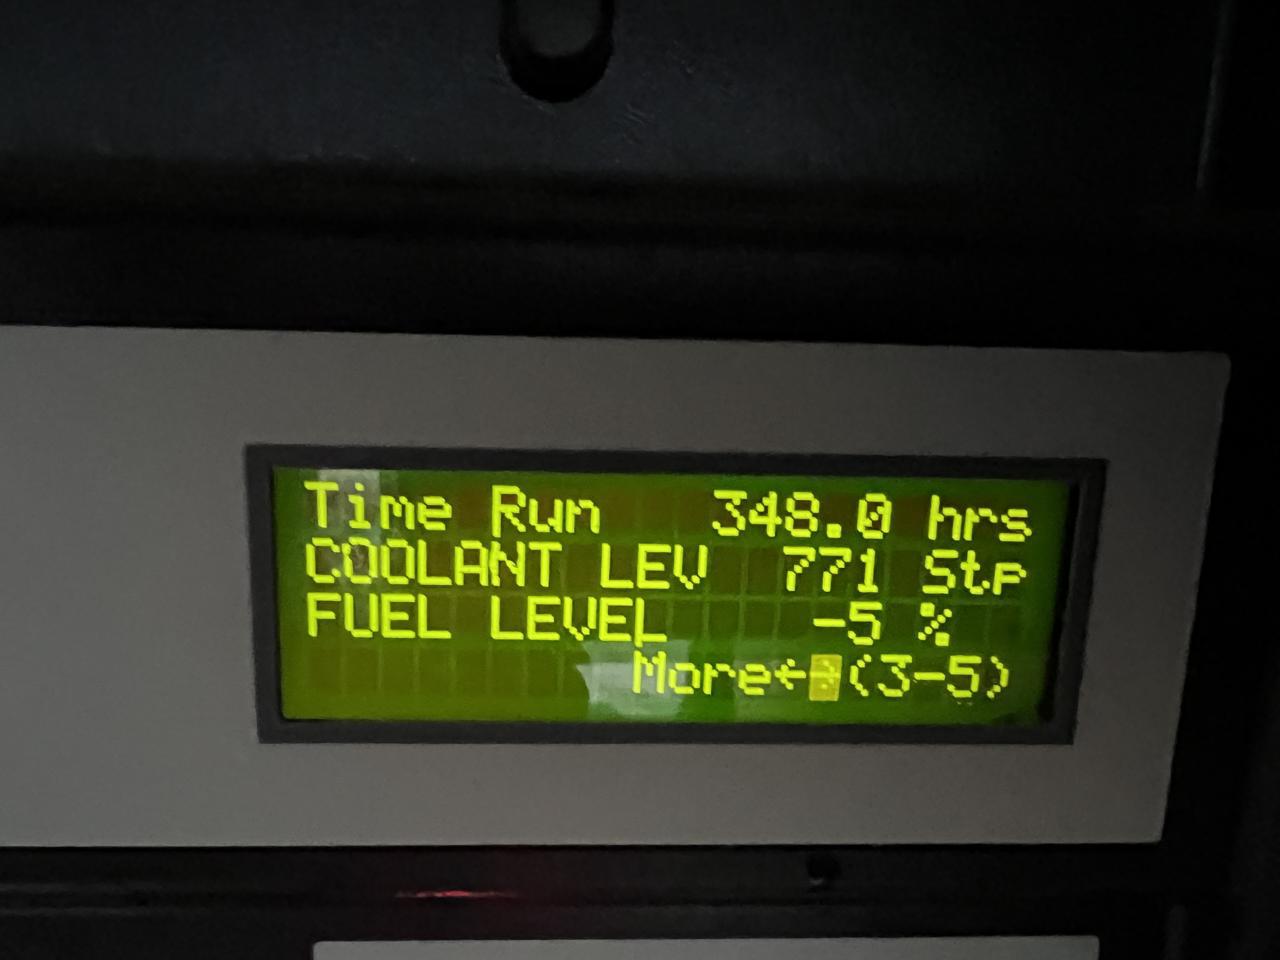 Time Run 348.0 hrs
COOLANT LEV 771 Stp
FUEL LEVEL -5 %
More←→(3-5)